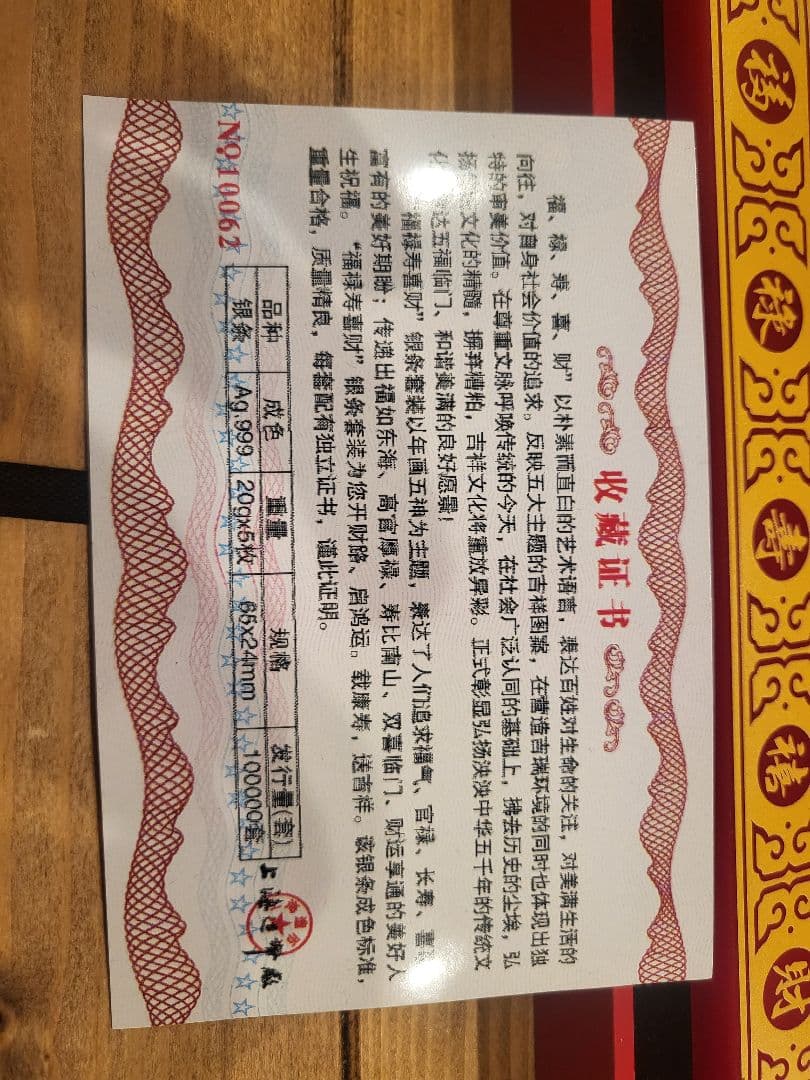 收藏证书
福、禄、寿、喜、财”以朴素而直白的艺术语言,表达百姓对生命的关注,对美满生活的
向往,对自身社会价值的追求。反映五大主题的吉祥图案,在营造吉瑞环境的同时也体现出独
特的审美价值。在尊重文脉呼唤传统的今天,在社会广泛认同的基础上,拂去历史的尘埃,弘
扬文化的精髓,摒弃糟粕,吉祥文化将重放异彩。正式彰显弘扬泱泱中华五千年的传统文
化达五福临门、和谐美满的良好愿景!
“福禄寿喜财”银条套装以年画五神为主题,表达了人们追求福气、官禄、长寿、喜
富有的美好期盼;传递出福如东海、高官厚禄、寿比南山、双喜临门、财运亨通的美好人
生祝福。“福禄寿喜财”银条套装为您开财路、启鸿运。载康寿,送吉祥。该银条成色标准,
重量合格,质量精良,每套配有独立证书,谨此证明。
品种 成色 重量 规格 发行量(套)
银条 Ag.999 20gx5枚 65x24mm 100000套
NO.10062
上海
福 禄 寿 禧 财